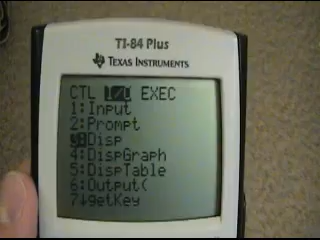 TI-84 Plus
TEXAS INSTRUMENTS
CTL I/O EXEC
1:Input
2:Prompt
3:Disp
4:DispGraph
5:DispTable
6:Output(
7↓getKey